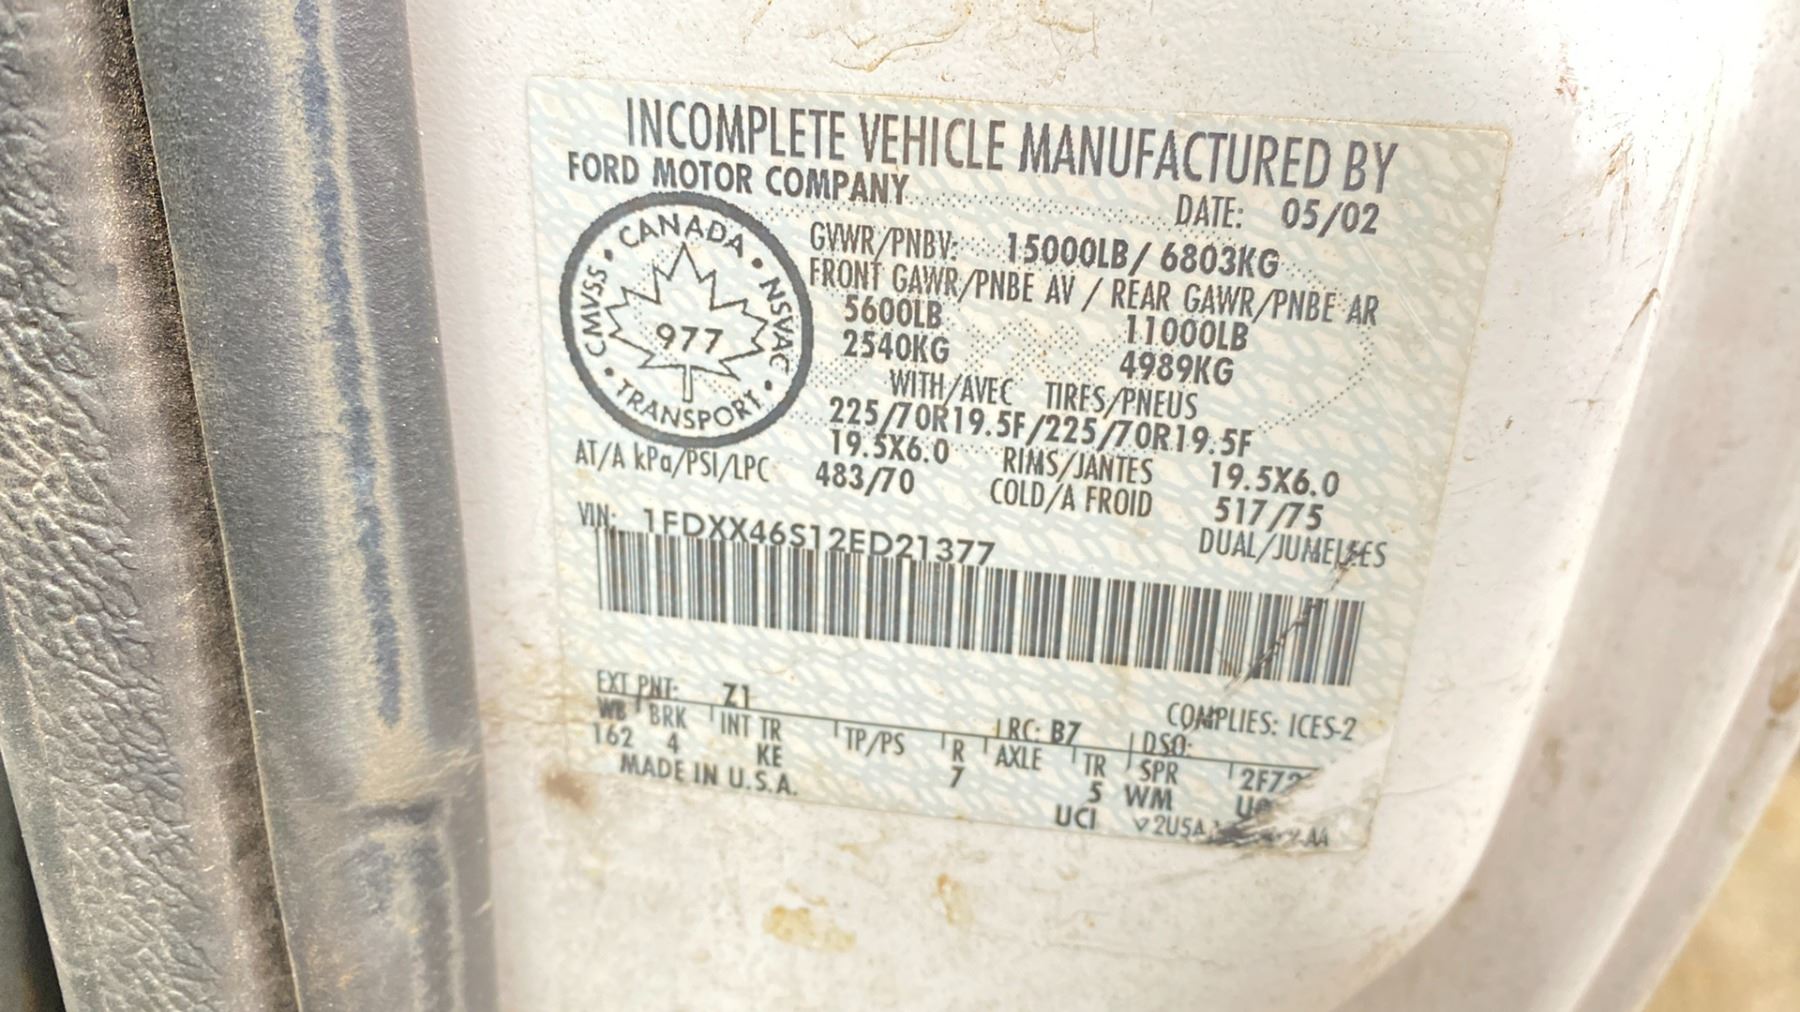 INCOMPLETE VEHICLE MANUFACTURED BY
FORD MOTOR COMPANY
DATE: 05/02
CANADA • NSVAC • TRANSPORT • CMVSS •
977
GVWR/PNBV: 15000LB/ 6803KG
FRONT GAWR/PNBE AV / REAR GAWR/PNBE AR
5600LB 11000LB
2540KG 4989KG
WITH/AVEC TIRES/PNEUS
225/70R19.5F/225/70R19.5F
19.5X6.0 RIMS/JANTES 19.5X6.0
AT/A kPa/PSI/LPC 483/70 COLD/A FROID 517/75
VIN: 1FDXX46S12ED21377
DUAL/JUMELEES
EXT PNT: Z1 RC: B7 DSO: COMPLIES: ICES-2
WB BRK INT TR TP/PS R AXLE TR SPR 2F72
162 4 KE 7 5 WM
MADE IN U.S.A. UCI ▽2U5A